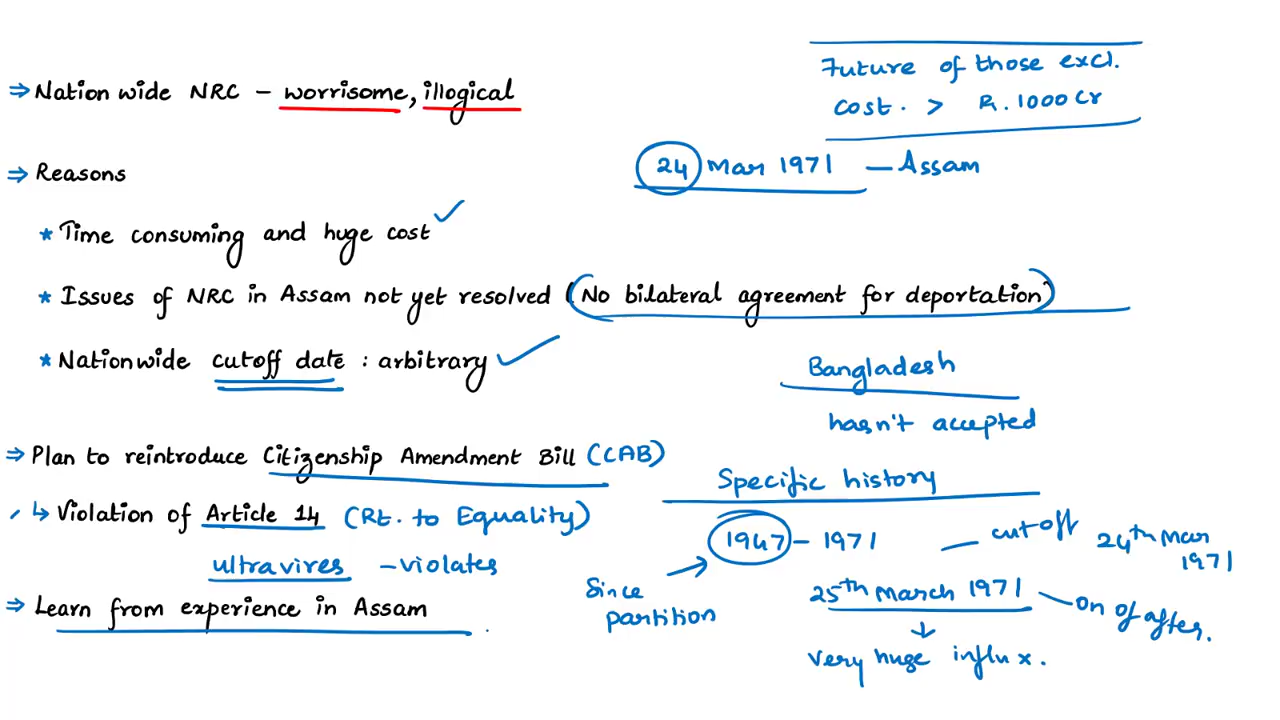 ⇒ Nation wide NRC – worrisome, illogical
⇒ Reasons
* Time consuming and huge cost
* Issues of NRC in Assam not yet resolved (No bilateral agreement for deportation)
* Nationwide cutoff date : arbitrary
⇒ Plan to reintroduce Citizenship Amendment Bill (CAB)
↳ Violation of Article 14 (Rt. to Equality)
ultravires – violates
⇒ Learn from experience in Assam
Future of those excl.
cost. > R. 1000 Cr
24 Mar 1971 – Assam
Bangladesh
hasn't accepted
Specific history
1947 – 1971
Since
partition
cutoff 24th Mar
1971
25th March 1971
on of after.
very huge influx.